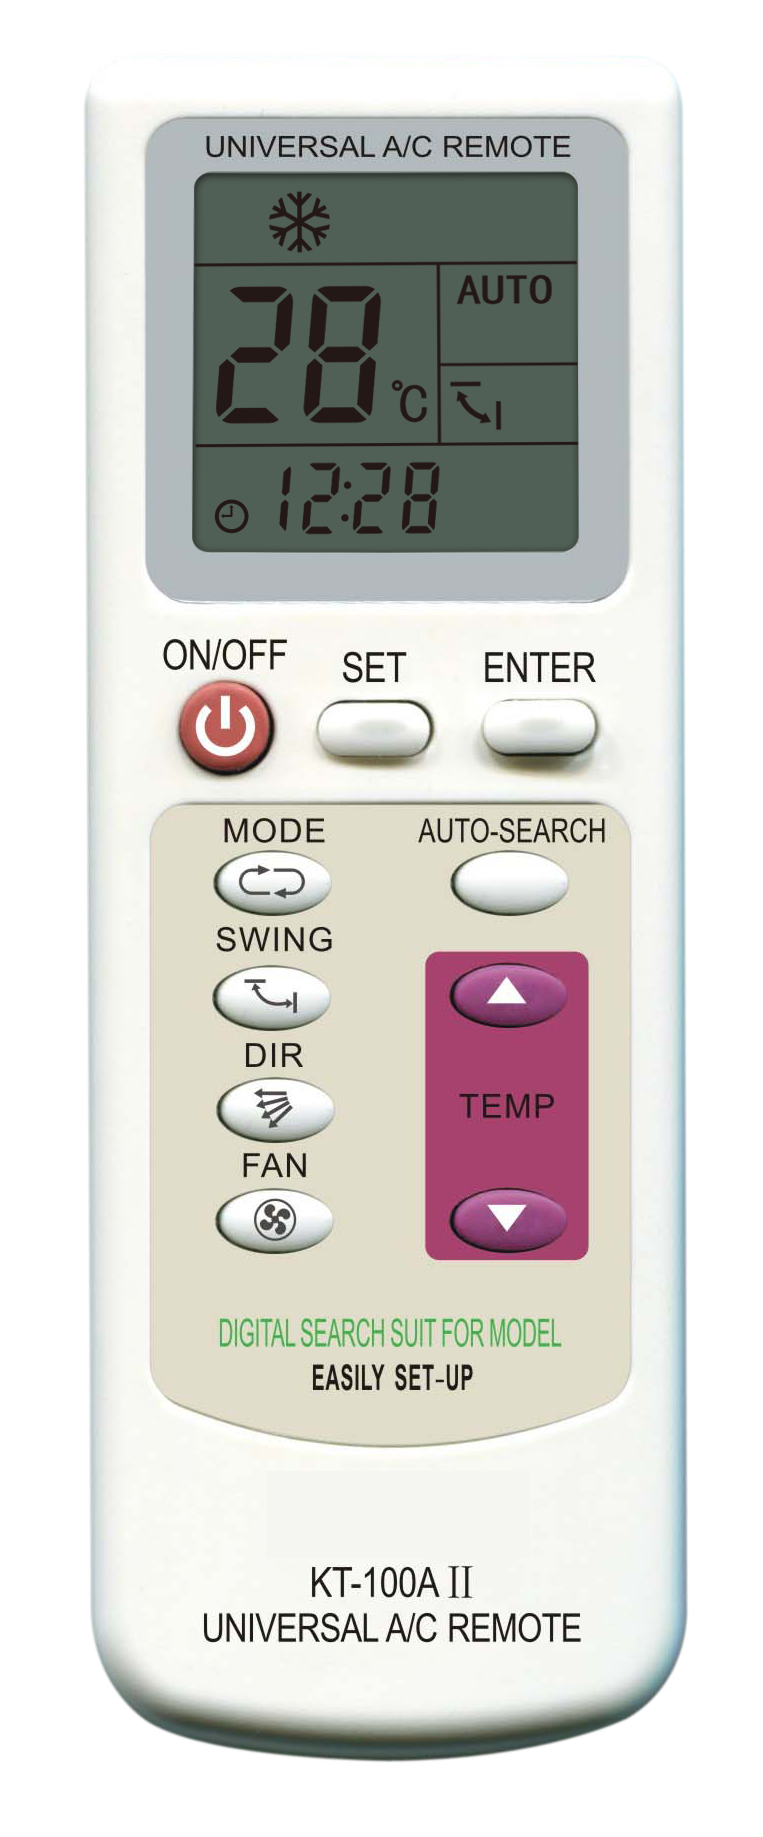 UNIVERSAL A/C REMOTE
28 °C
AUTO
12:28
ON/OFF
SET
ENTER
MODE
AUTO-SEARCH
SWING
DIR
TEMP
FAN
DIGITAL SEARCH SUIT FOR MODEL
EASILY SET-UP
KT-100A II
UNIVERSAL A/C REMOTE